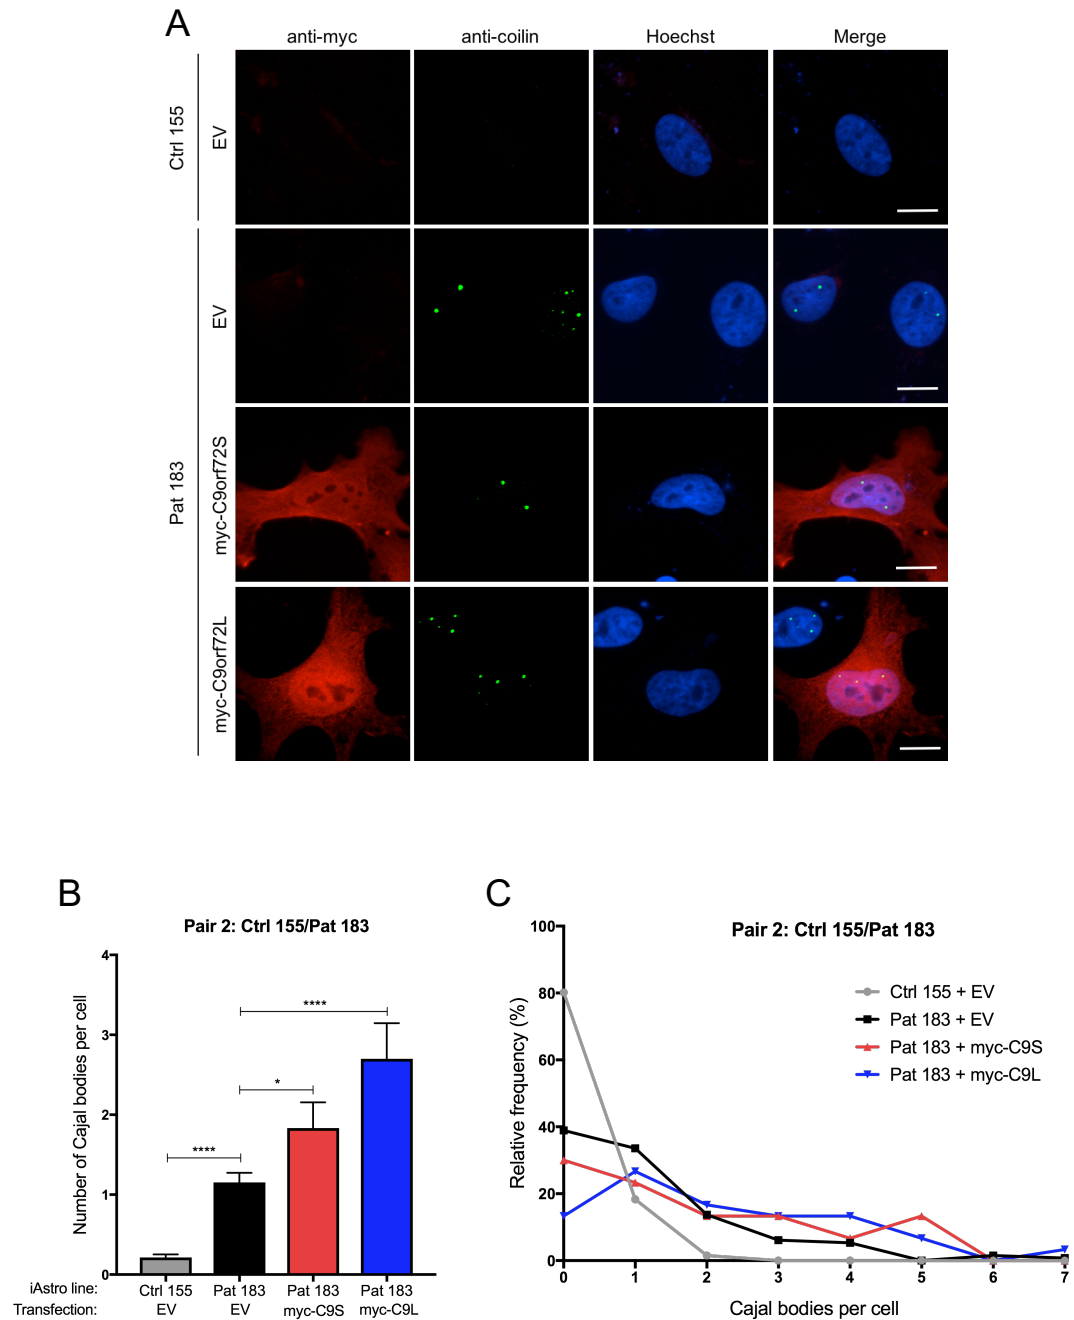 A
anti-myc anti-coilin Hoechst Merge
Ctrl 155
EV
Pat 183
EV
myc-C9orf72S
myc-C9orf72L
B
Pair 2: Ctrl 155/Pat 183
Number of Cajal bodies per cell
4
3
2
1
0
****
*
****
iAstro line: Ctrl 155 Pat 183 Pat 183 Pat 183
Transfection: EV EV myc-C9S myc-C9L
C
Pair 2: Ctrl 155/Pat 183
Relative frequency (%)
100
80
60
40
20
0
Ctrl 155 + EV
Pat 183 + EV
Pat 183 + myc-C9S
Pat 183 + myc-C9L
0 1 2 3 4 5 6 7
Cajal bodies per cell